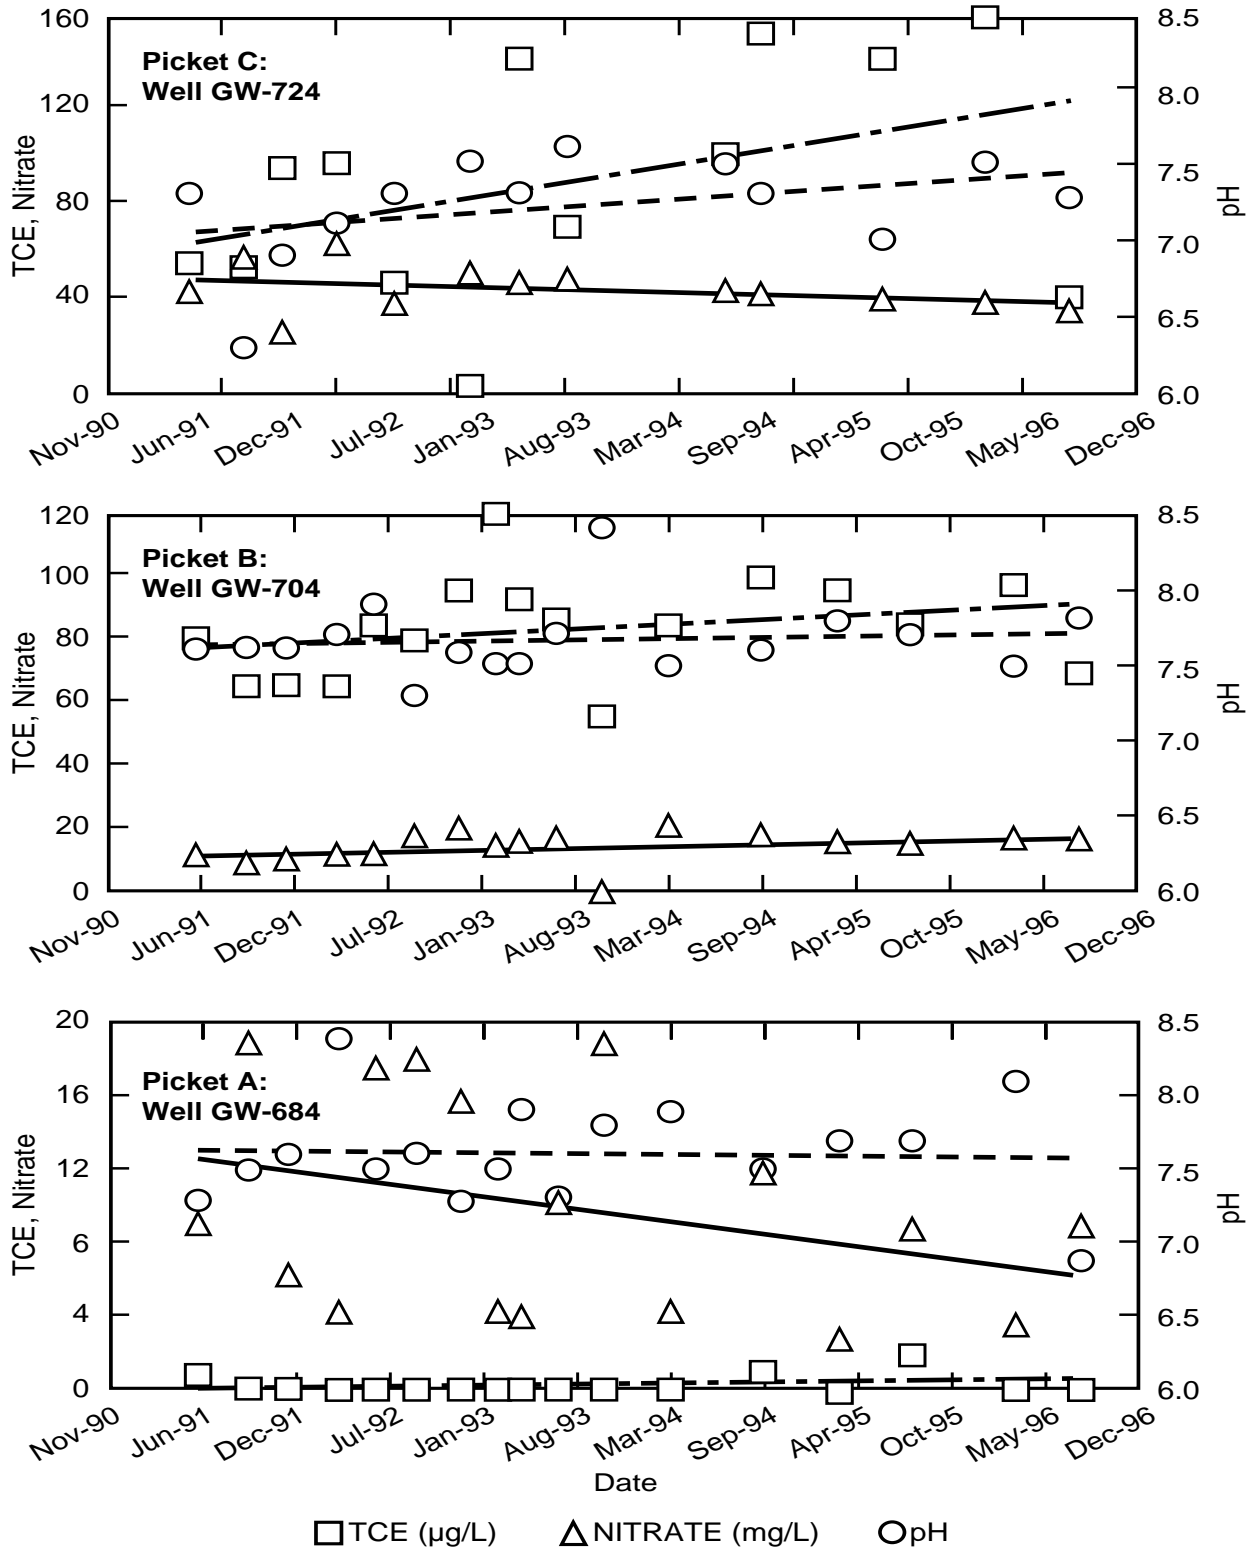 Picket C:
Well GW-724
TCE, Nitrate
160
120
80
40
0
8.5
8.0
7.5
7.0
6.5
6.0
pH
Nov-90 Jun-91 Dec-91 Jul-92 Jan-93 Aug-93 Mar-94 Sep-94 Apr-95 Oct-95 May-96 Dec-96
Picket B:
Well GW-704
TCE, Nitrate
120
100
80
60
40
20
0
8.5
8.0
7.5
7.0
6.5
6.0
pH
Nov-90 Jun-91 Dec-91 Jul-92 Jan-93 Aug-93 Mar-94 Sep-94 Apr-95 Oct-95 May-96 Dec-96
Picket A:
Well GW-684
TCE, Nitrate
20
16
12
6
4
0
8.5
8.0
7.5
7.0
6.5
6.0
pH
Nov-90 Jun-91 Dec-91 Jul-92 Jan-93 Aug-93 Mar-94 Sep-94 Apr-95 Oct-95 May-96 Dec-96
Date
TCE (µg/L) NITRATE (mg/L) pH